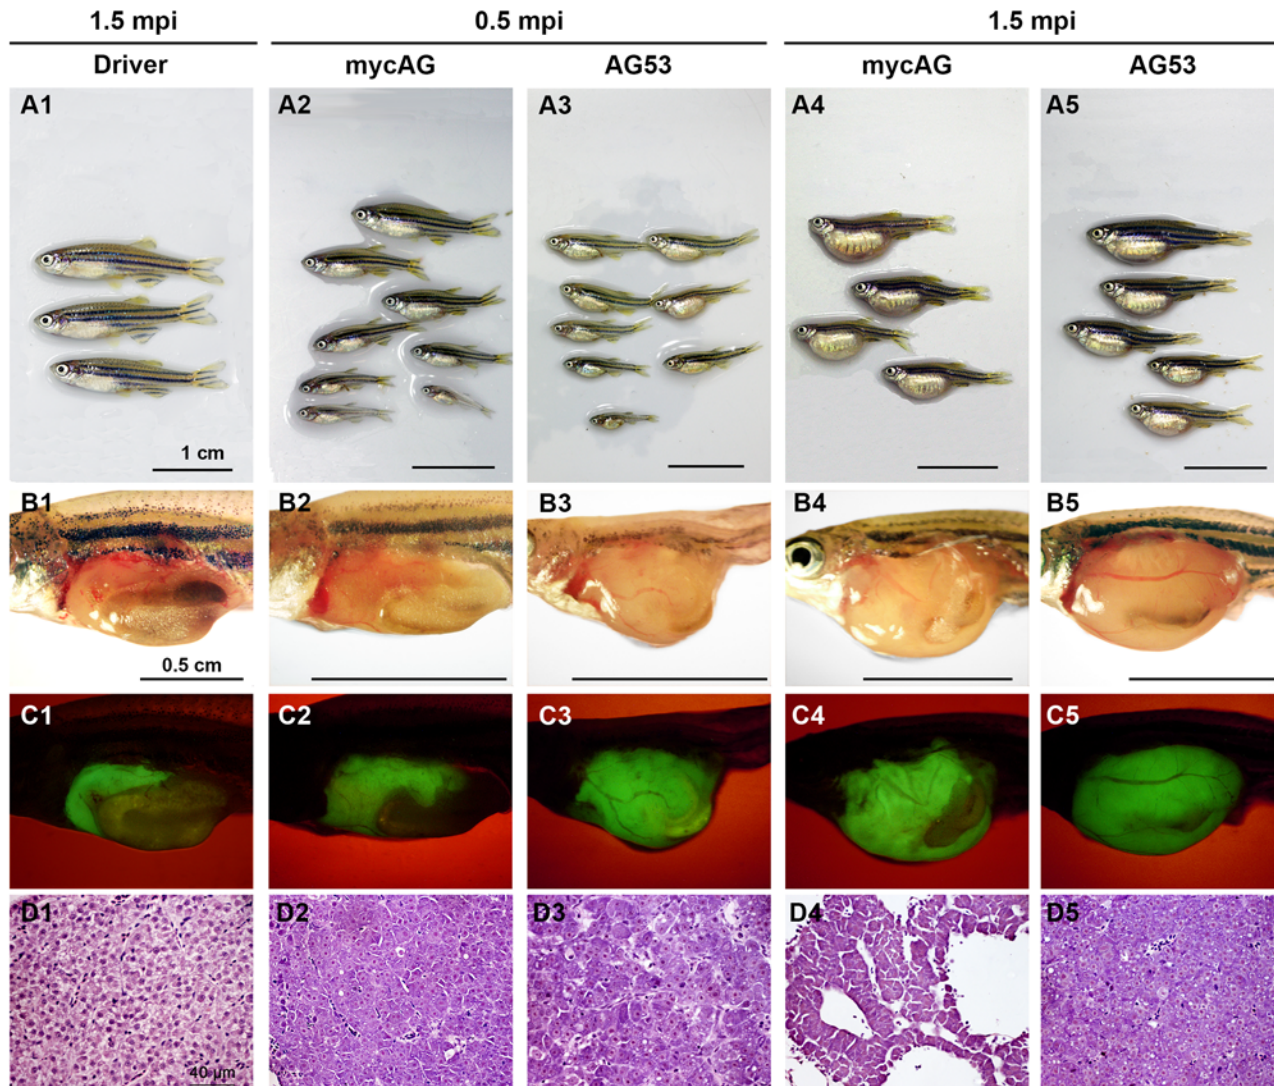 1.5 mpi 0.5 mpi 1.5 mpi
Driver mycAG AG53 mycAG AG53
A1 A2 A3 A4 A5
1 cm
B1 B2 B3 B4 B5
0.5 cm
C1 C2 C3 C4 C5
D1 D2 D3 D4 D5
40 µm